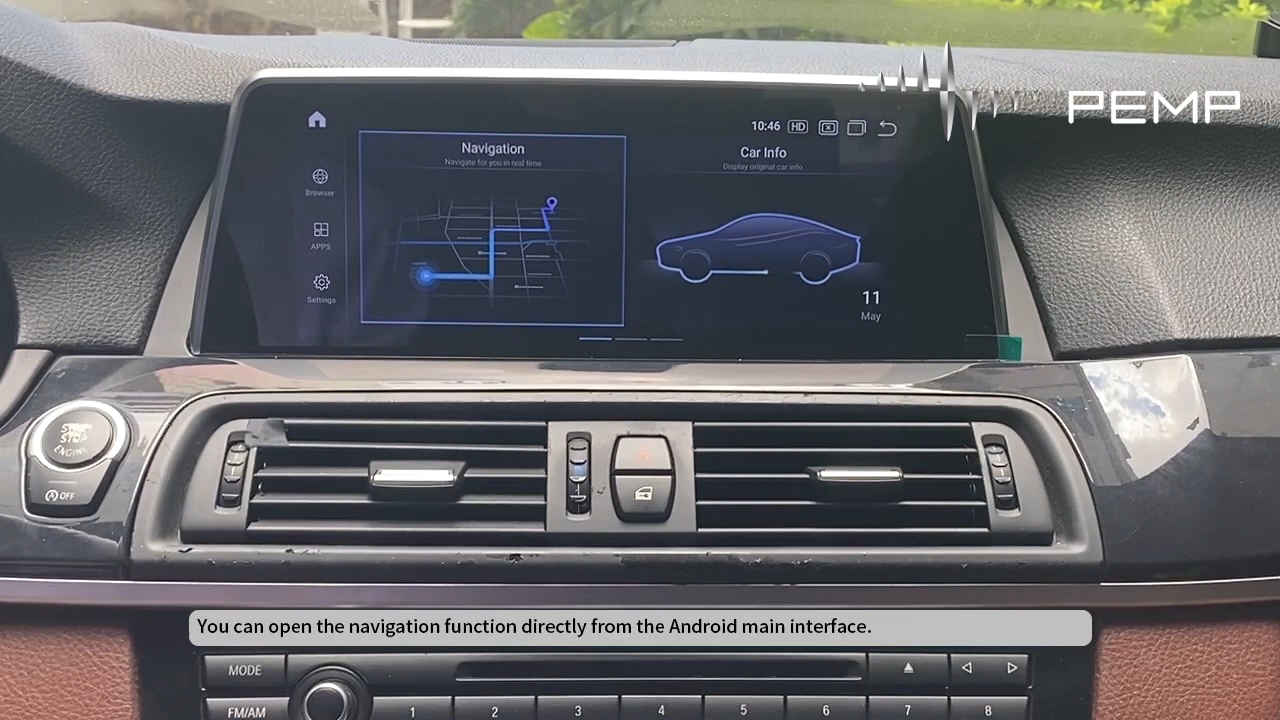 PEMP
10:46
HD
Navigation
Navigate for you in real time
Car Info
Display original car info
Browser
APPS
Settings
11
May
START
STOP
ENGINE
OFF
You can open the navigation function directly from the Android main interface.
MODE
FM/AM
1 2 3 4 5 6 7 8